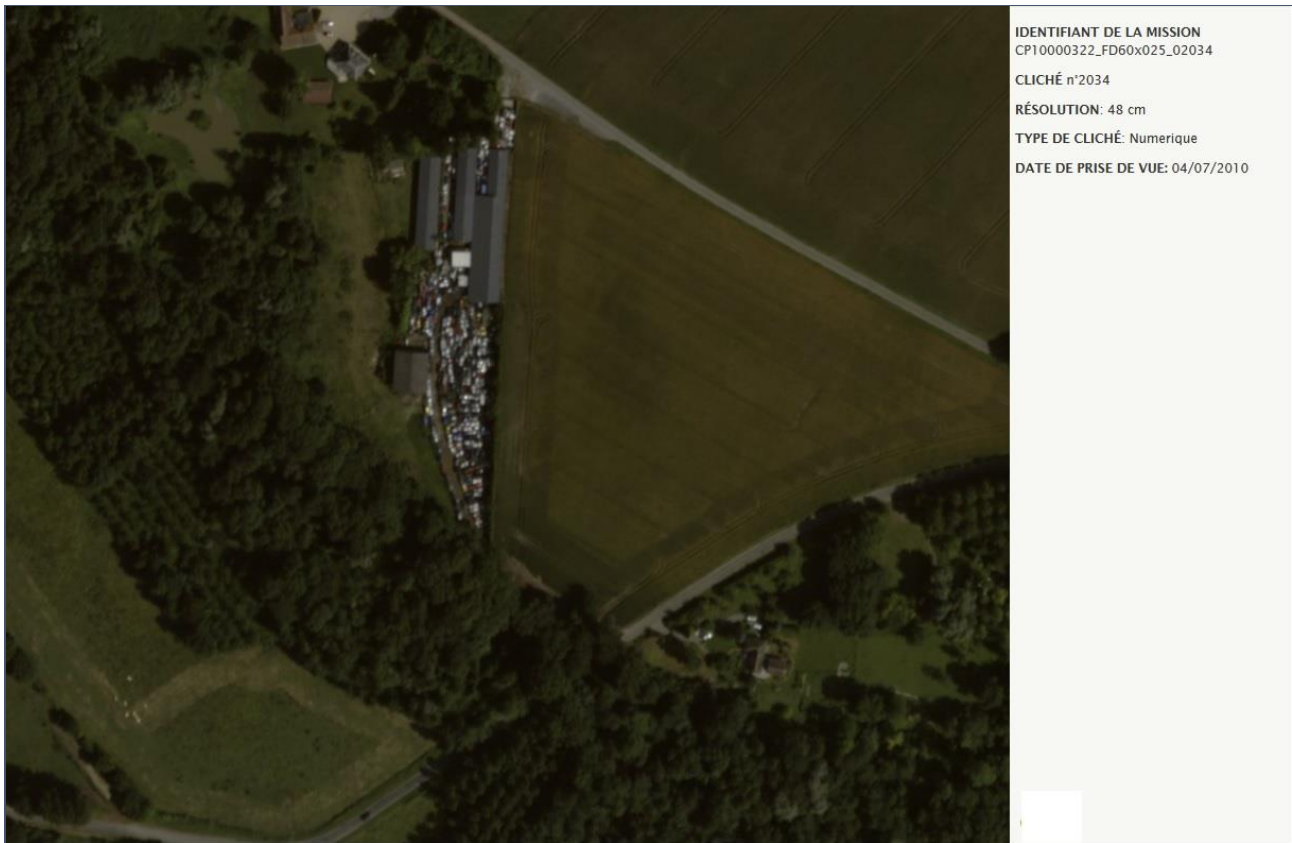 IDENTIFIANT DE LA MISSION
CP10000322_FD60x025_02034
CLICHÉ n°2034
RÉSOLUTION: 48 cm
TYPE DE CLICHÉ: Numerique
DATE DE PRISE DE VUE: 04/07/2010